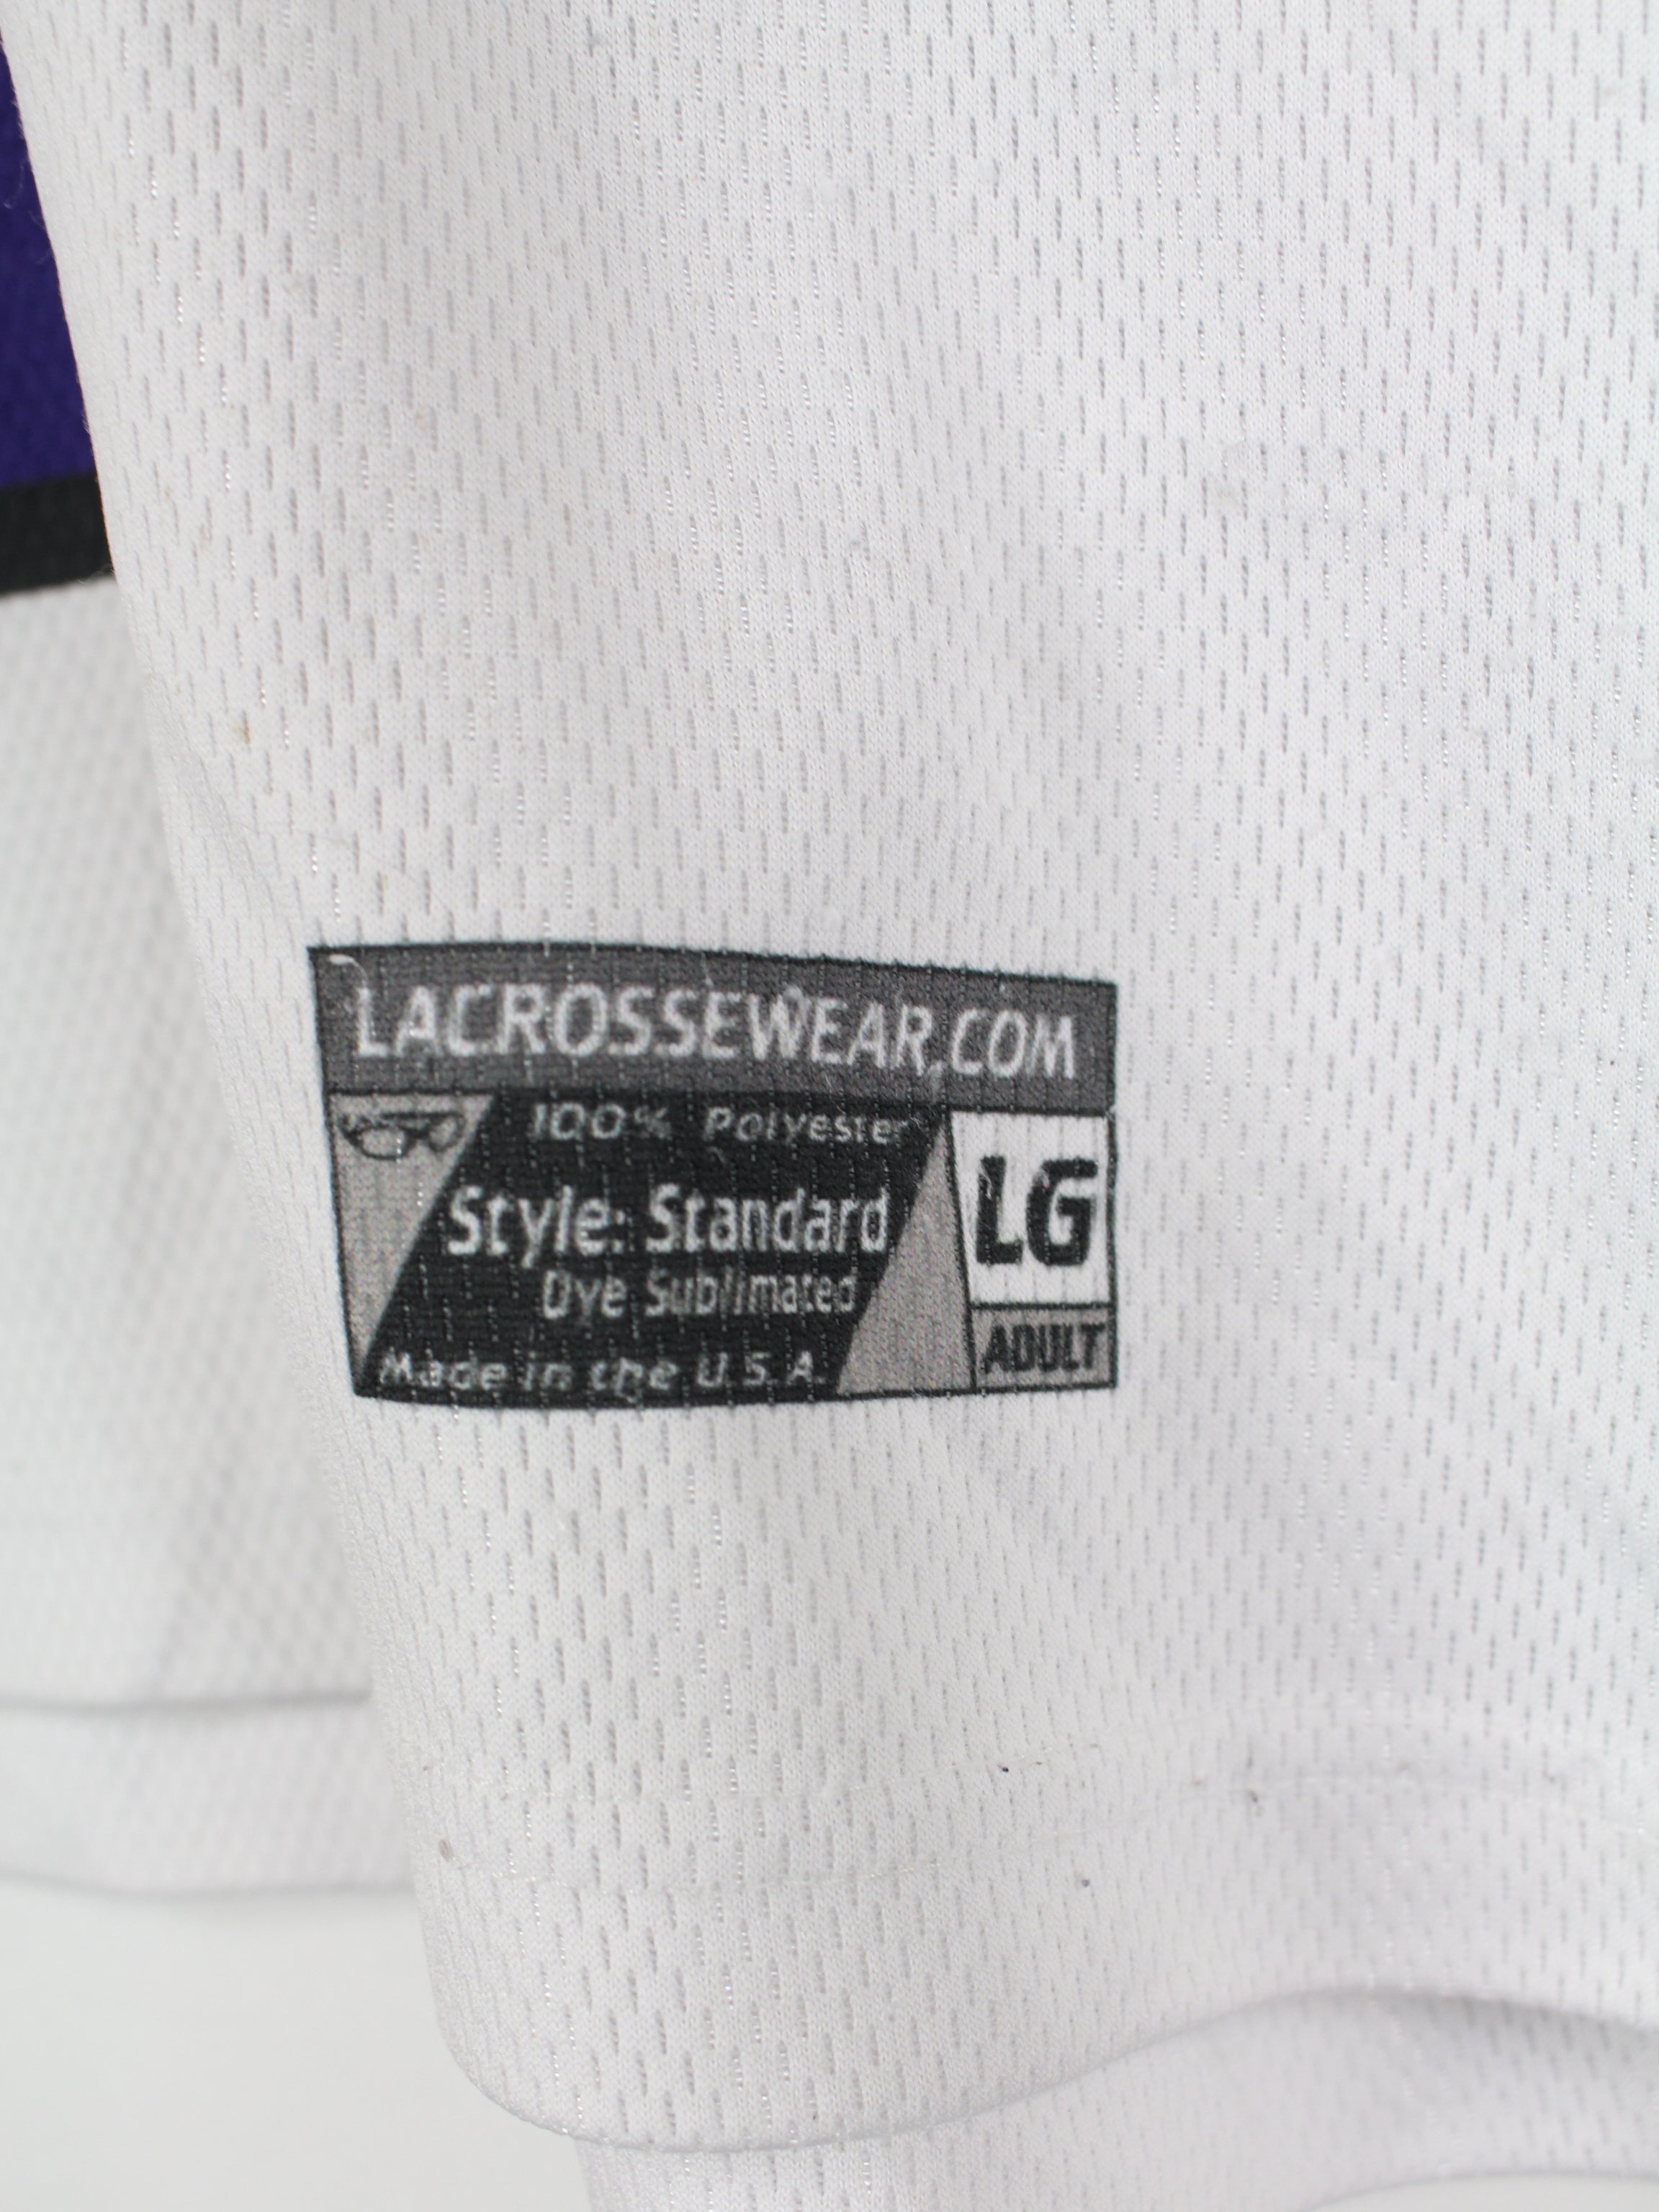 LACROSSEWEAR.COM
100% Polyester
Style: Standard
Dye Sublimated
Made in the U.S.A.
LG
ADULT